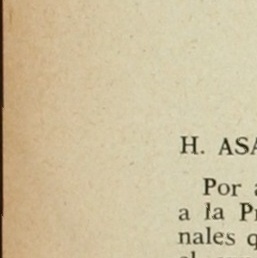 H. ASA
Por a
a la Pr
nales q